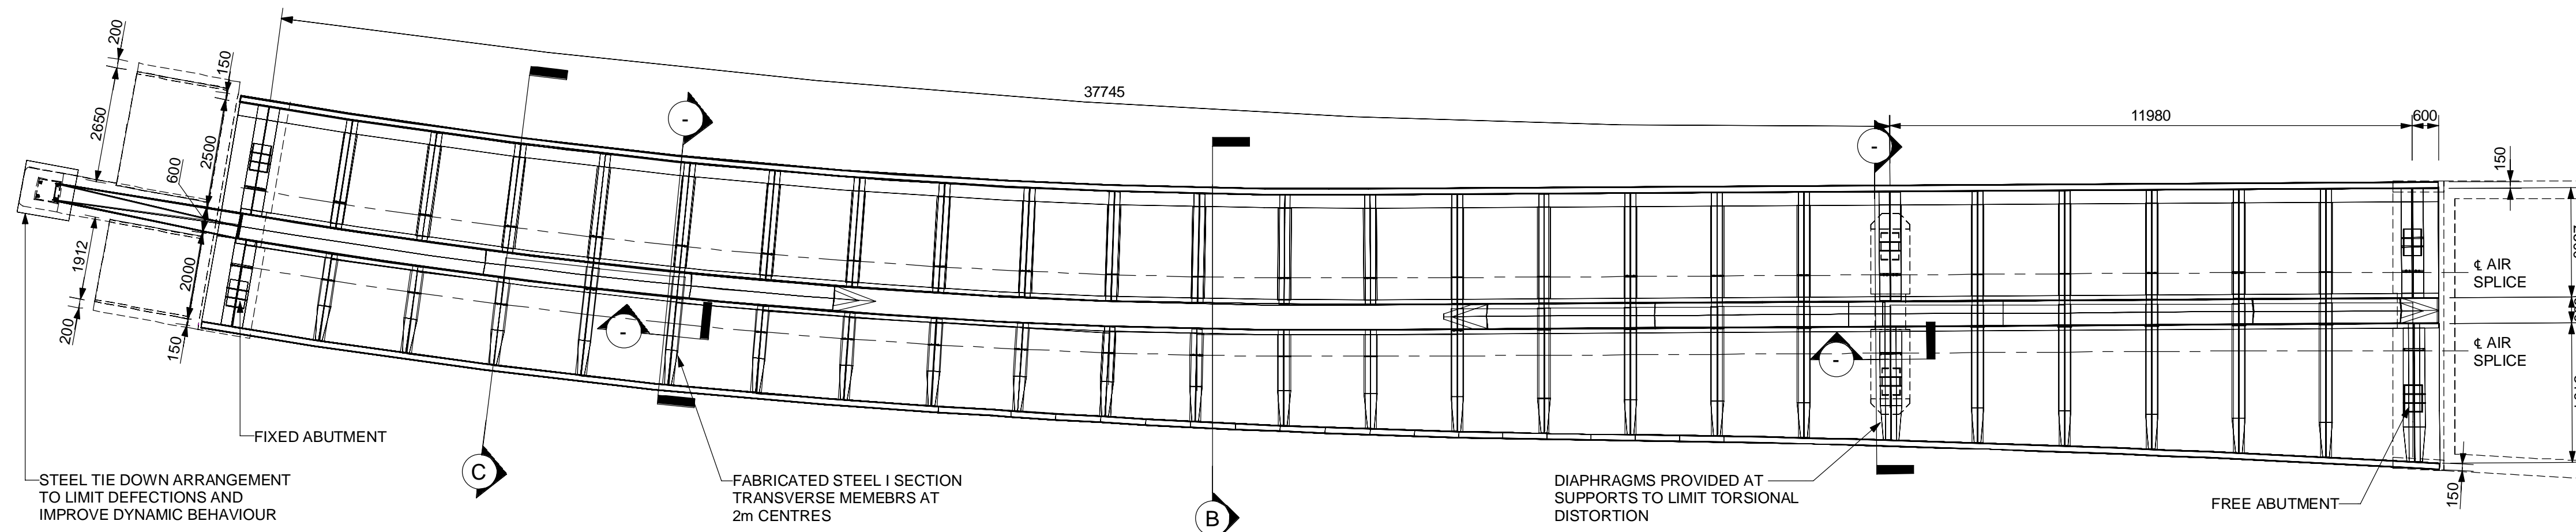 200
150
2650
2500
600
1912
2000
200
150
37745
11980
600
150
-
-
-
-
C
B
℄ AIR
SPLICE
℄ AIR
SPLICE
150
FIXED ABUTMENT
STEEL TIE DOWN ARRANGEMENT
TO LIMIT DEFECTIONS AND
IMPROVE DYNAMIC BEHAVIOUR
FABRICATED STEEL I SECTION
TRANSVERSE MEMEBRS AT
2m CENTRES
DIAPHRAGMS PROVIDED AT
SUPPORTS TO LIMIT TORSIONAL
DISTORTION
FREE ABUTMENT